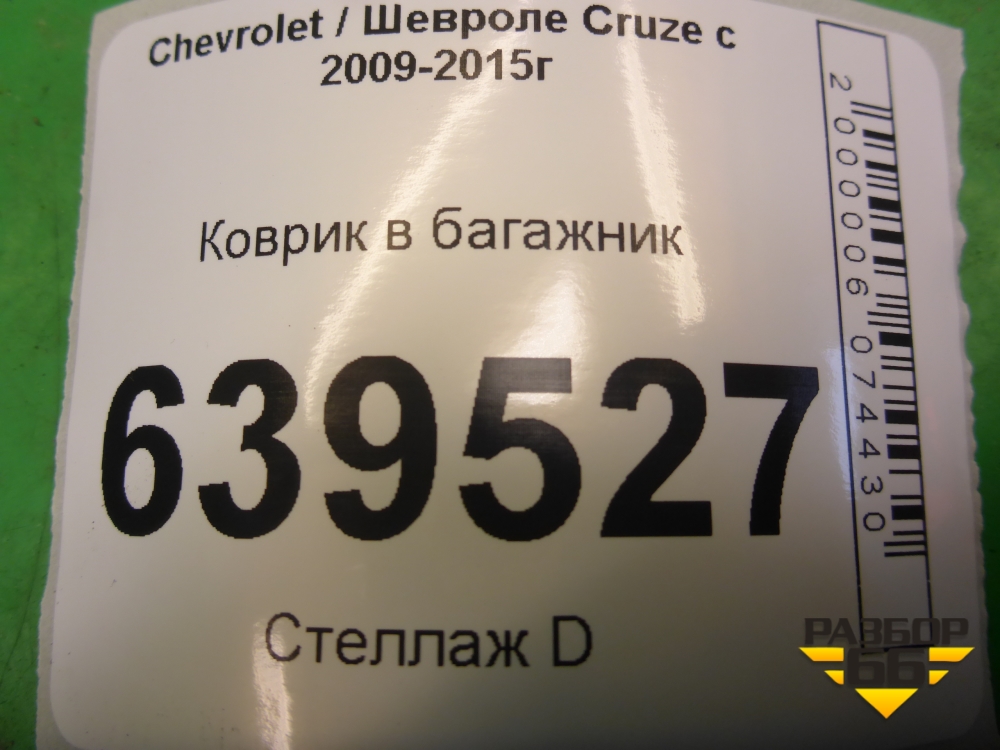 Chevrolet / Шевроле Cruze с
2009-2015г
Коврик в багажник
639527
Стеллаж D
2000006074430
РАЗБОР
66